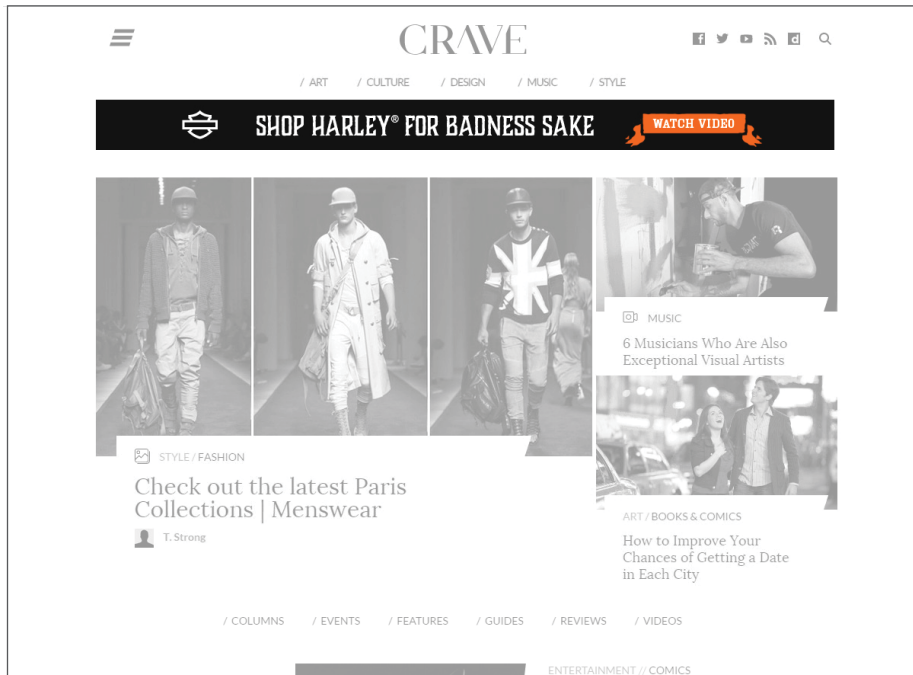 CRAVE
/ ART / CULTURE / DESIGN / MUSIC / STYLE
SHOP HARLEY® FOR BADNESS SAKE WATCH VIDEO
STYLE / FASHION
Check out the latest Paris
Collections | Menswear
T. Strong
MUSIC
6 Musicians Who Are Also
Exceptional Visual Artists
ART / BOOKS & COMICS
How to Improve Your
Chances of Getting a Date
in Each City
/ COLUMNS / EVENTS / FEATURES / GUIDES / REVIEWS / VIDEOS
ENTERTAINMENT // COMICS